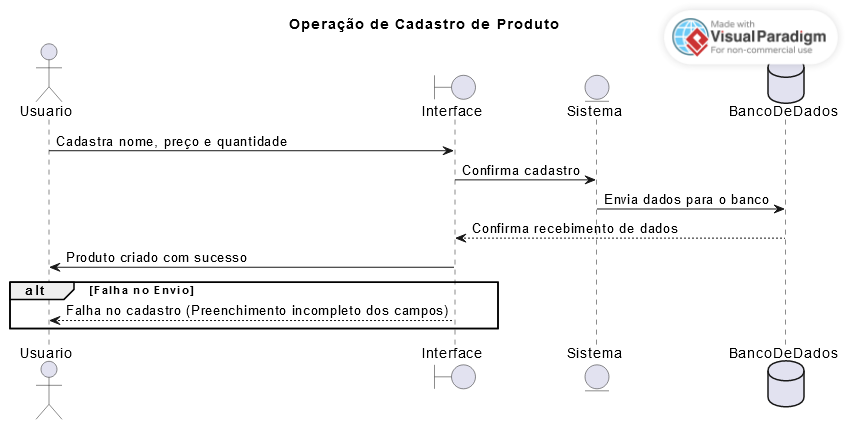 Operação de Cadastro de Produto
Made with
VisualParadigm
For non-commercial use
Usuario
Interface
Sistema
BancoDeDados
Cadastra nome, preço e quantidade
Confirma cadastro
Envia dados para o banco
Confirma recebimento de dados
Produto criado com sucesso
alt [Falha no Envio]
Falha no cadastro (Preenchimento incompleto dos campos)
Usuario
Interface
Sistema
BancoDeDados